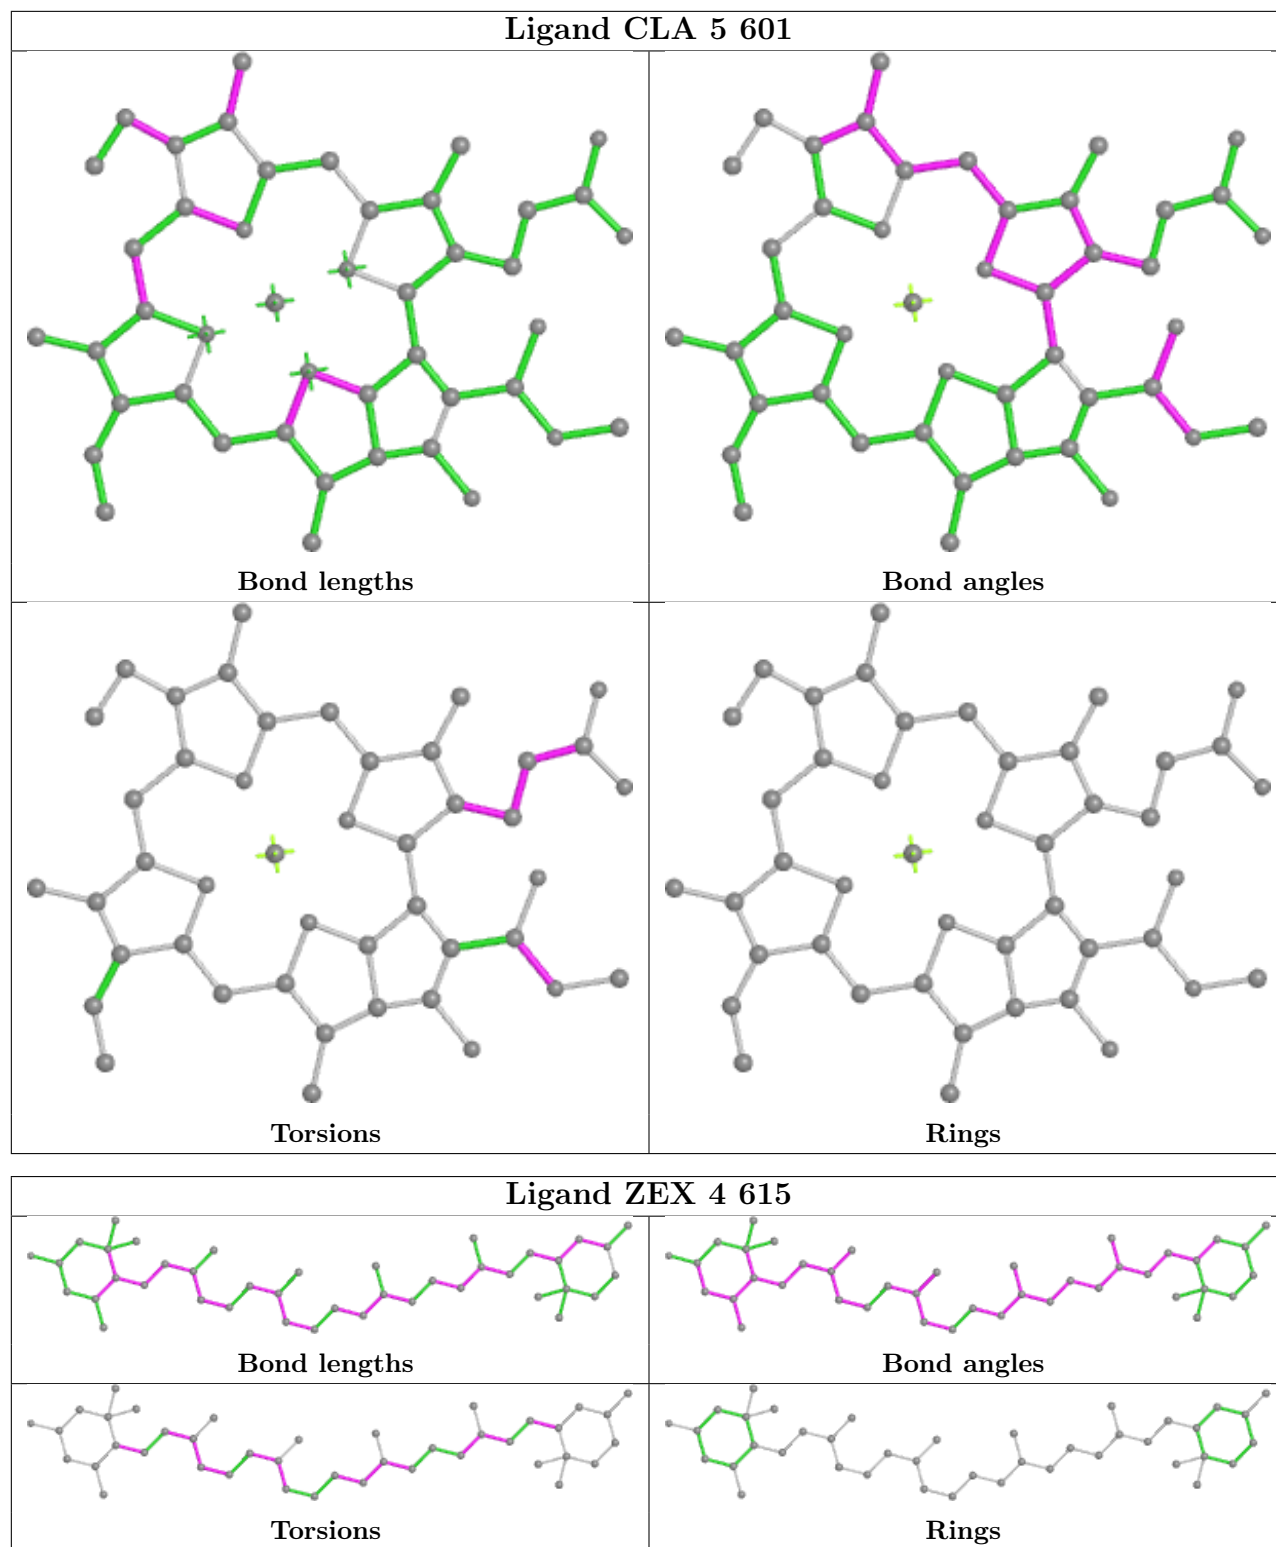 Ligand CLA 5 601
Bond lengths
Bond angles
Torsions
Rings
Ligand ZEX 4 615
Bond lengths
Bond angles
Torsions
Rings